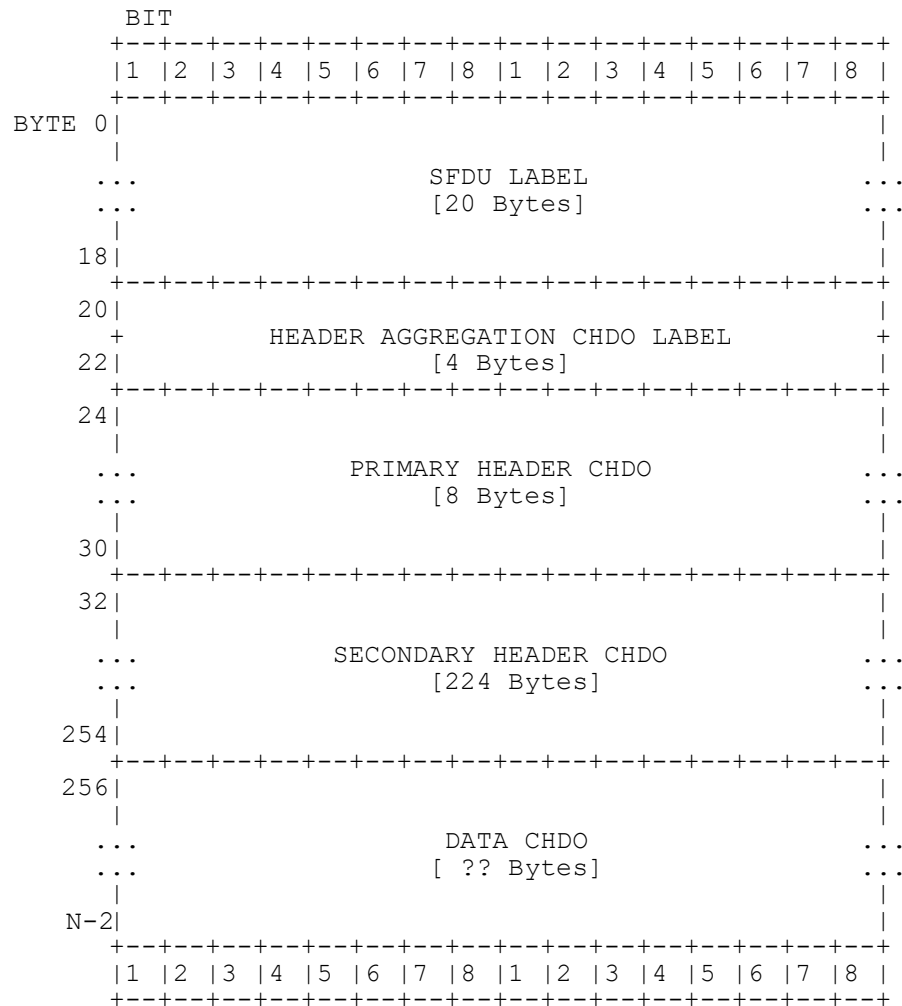 BIT
+--+--+--+--+--+--+--+--+--+--+--+--+--+--+--+--+
|1 |2 |3 |4 |5 |6 |7 |8 |1 |2 |3 |4 |5 |6 |7 |8 |
+--+--+--+--+--+--+--+--+--+--+--+--+--+--+--+--+
BYTE 0| |
| |
... SFDU LABEL ...
... [20 Bytes] ...
| |
18| |
+--+--+--+--+--+--+--+--+--+--+--+--+--+--+--+--+
20| |
+ HEADER AGGREGATION CHDO LABEL +
22| [4 Bytes] |
+--+--+--+--+--+--+--+--+--+--+--+--+--+--+--+--+
24| |
| |
... PRIMARY HEADER CHDO ...
... [8 Bytes] ...
| |
30| |
+--+--+--+--+--+--+--+--+--+--+--+--+--+--+--+--+
32| |
| |
... SECONDARY HEADER CHDO ...
... [224 Bytes] ...
| |
254| |
+--+--+--+--+--+--+--+--+--+--+--+--+--+--+--+--+
256| |
| |
... DATA CHDO ...
... [ ?? Bytes] ...
| |
N-2| |
+--+--+--+--+--+--+--+--+--+--+--+--+--+--+--+--+
|1 |2 |3 |4 |5 |6 |7 |8 |1 |2 |3 |4 |5 |6 |7 |8 |
+--+--+--+--+--+--+--+--+--+--+--+--+--+--+--+--+